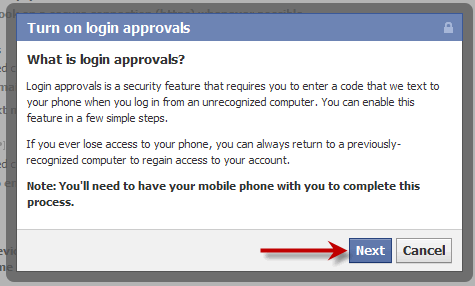 Turn on login approvals
What is login approvals?
Login approvals is a security feature that requires you to enter a code that we text to
your phone when you log in from an unrecognized computer. You can enable this
feature in a few simple steps.
If you ever lose access to your phone, you can always return to a previously-
recognized computer to regain access to your account.
Note: You'll need to have your mobile phone with you to complete this
process.
Next Cancel